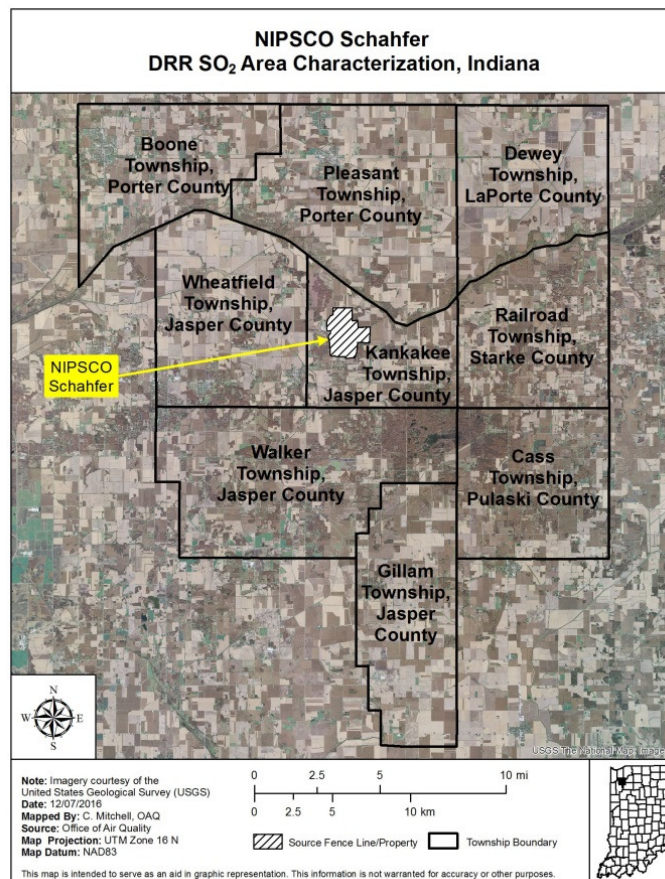 NIPSCO Schahfer
DRR SO₂ Area Characterization, Indiana
Boone
Township,
Porter County
Pleasant
Township,
Porter County
Dewey
Township,
LaPorte County
Wheatfield
Township,
Jasper County
NIPSCO
Schahfer
Kankakee
Township,
Jasper County
Railroad
Township,
Starke County
Walker
Township,
Jasper County
Cass
Township,
Pulaski County
Gillam
Township,
Jasper
County
N
W E
S
USGS The National Map: Image
Note: Imagery courtesy of the
United States Geological Survey (USGS)
Date: 12/07/2016
Mapped By: C. Mitchell, OAQ
Source: Office of Air Quality
Map Projection: UTM Zone 16 N
Map Datum: NAD83
0 2.5 5 10 mi
0 2.5 5 10 km
Source Fence Line/Property
Township Boundary
This map is intended to serve as an aid in graphic representation. This information is not warranted for accuracy or other purposes.